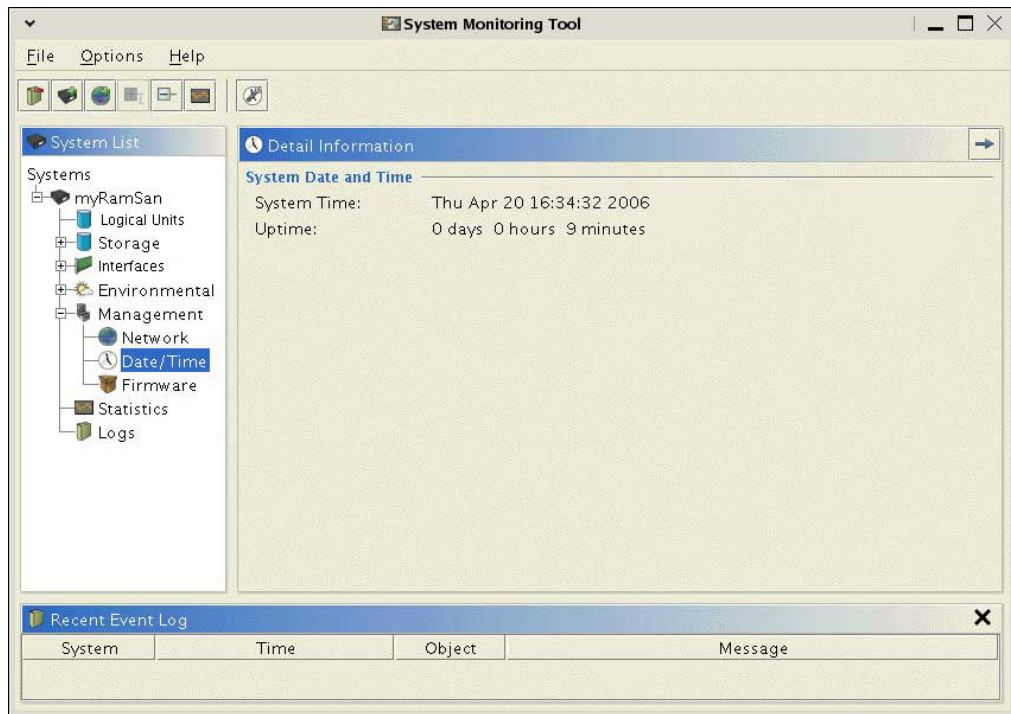 System Monitoring Tool
File Options Help
System List
Systems
myRamSan
Logical Units
Storage
Interfaces
Environmental
Management
Network
Date/Time
Firmware
Statistics
Logs
Detail Information
System Date and Time
System Time: Thu Apr 20 16:34:32 2006
Uptime: 0 days 0 hours 9 minutes
Recent Event Log
System Time Object Message